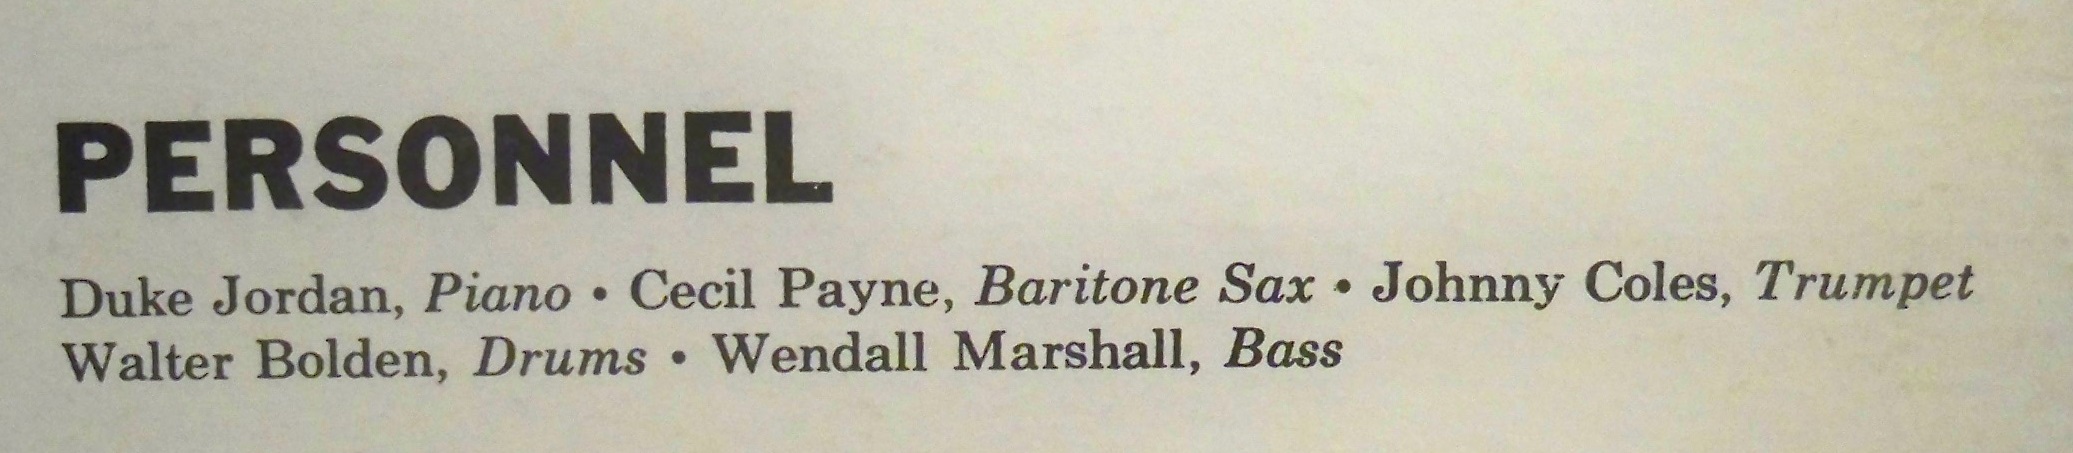 PERSONNEL
Duke Jordan, Piano • Cecil Payne, Baritone Sax • Johnny Coles, Trumpet
Walter Bolden, Drums • Wendall Marshall, Bass